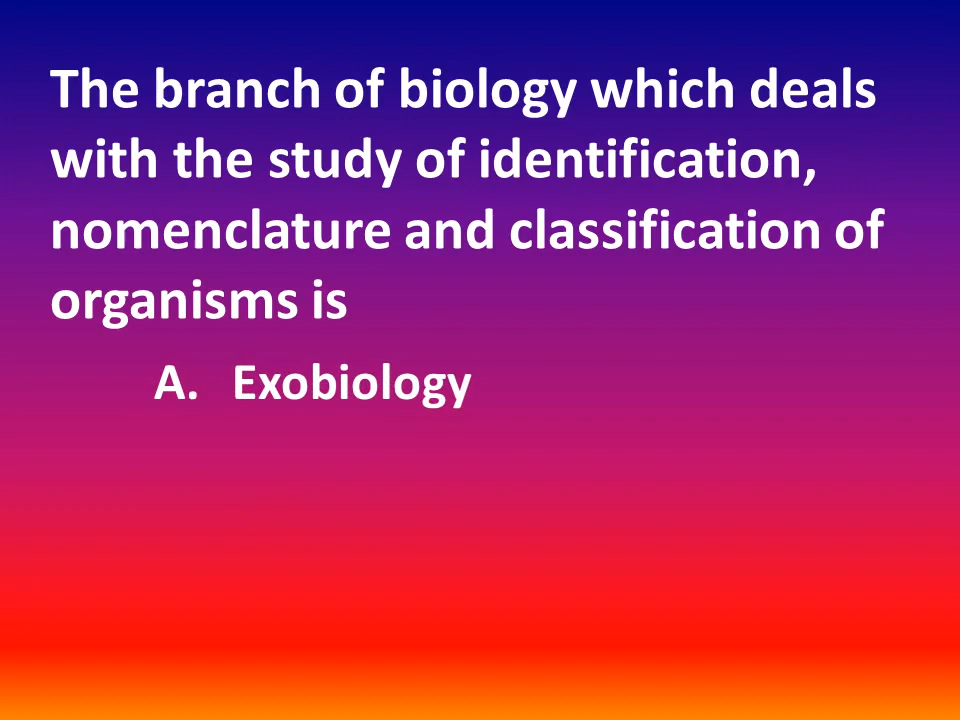 The branch of biology which deals
with the study of identification,
nomenclature and classification of
organisms is
A. Exobiology